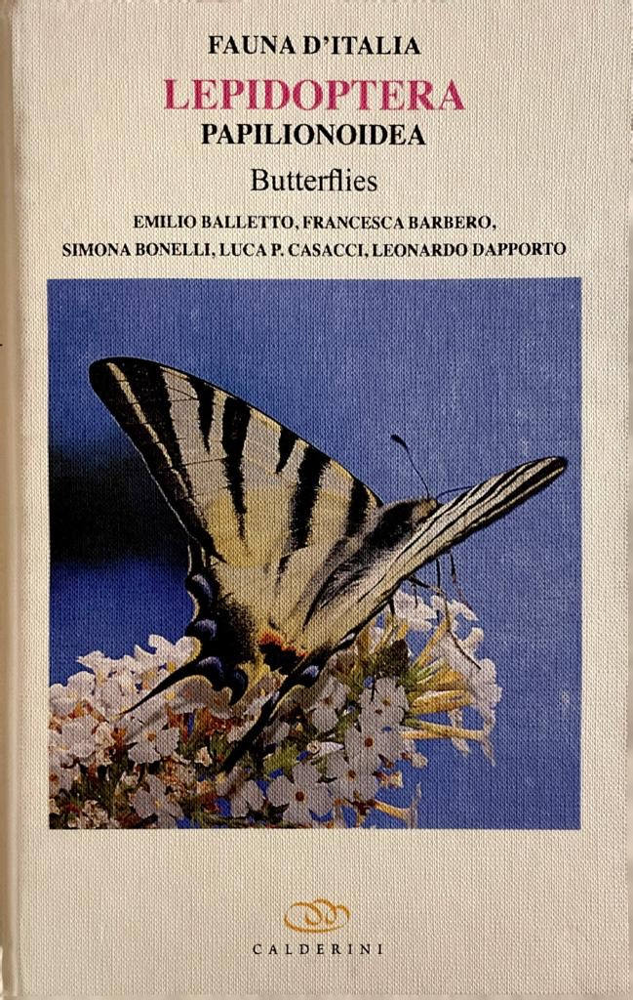 FAUNA D'ITALIA
LEPIDOPTERA
PAPILIONOIDEA
Butterflies
EMILIO BALLETTO, FRANCESCA BARBERO,
SIMONA BONELLI, LUCA P. CASACCI, LEONARDO DAPPORTO
CALDERINI